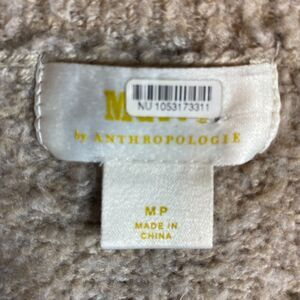 NU 1053173311
by ANTHROPOLOGIE
MP
MADE IN
CHINA